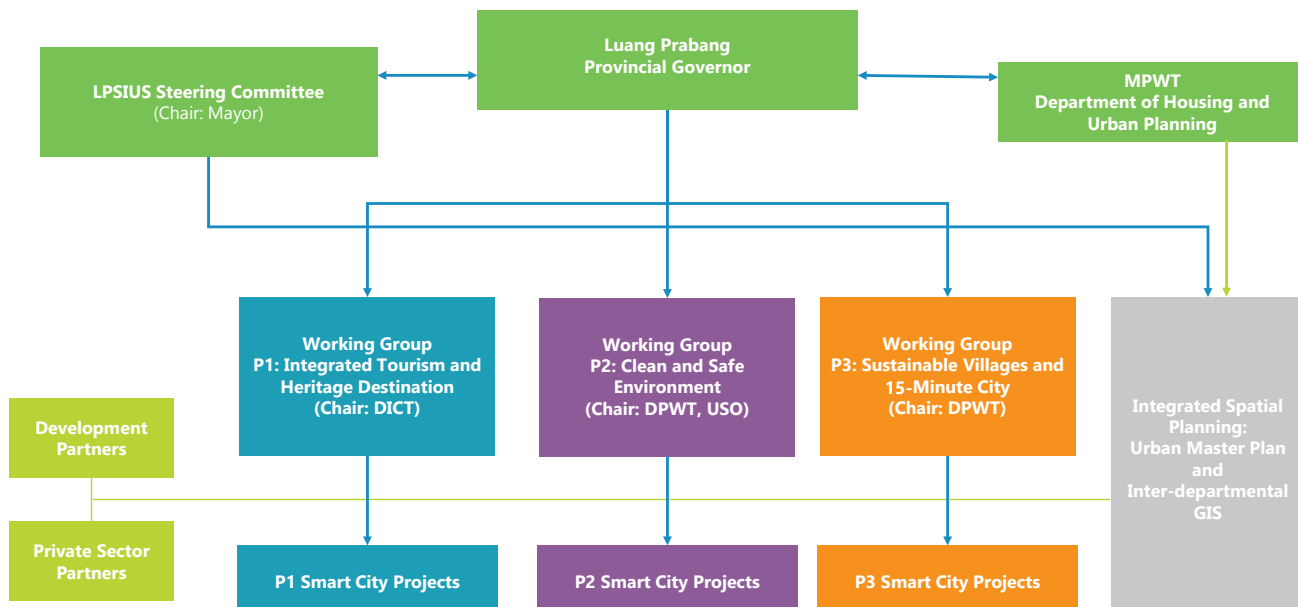 Luang Prabang
Provincial Governor
LPSIUS Steering Committee
(Chair: Mayor)
MPWT
Department of Housing and
Urban Planning
Working Group
P1: Integrated Tourism and
Heritage Destination
(Chair: DICT)
Working Group
P2: Clean and Safe
Environment
(Chair: DPWT, USO)
Working Group
P3: Sustainable Villages and
15-Minute City
(Chair: DPWT)
Integrated Spatial
Planning:
Urban Master Plan
and
Inter-departmental
GIS
Development
Partners
Private Sector
Partners
P1 Smart City Projects
P2 Smart City Projects
P3 Smart City Projects